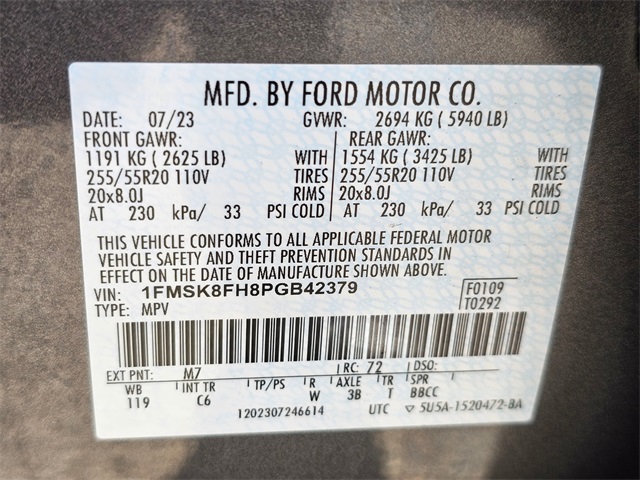 MFD. BY FORD MOTOR CO.
DATE: 07/23 GVWR: 2694 KG ( 5940 LB)
FRONT GAWR: REAR GAWR:
1191 KG ( 2625 LB) WITH 1554 KG ( 3425 LB) WITH
255/55R20 110V TIRES 255/55R20 110V TIRES
20x8.0J RIMS 20x8.0J RIMS
AT 230 kPa/ 33 PSI COLD AT 230 kPa/ 33 PSI COLD
THIS VEHICLE CONFORMS TO ALL APPLICABLE FEDERAL MOTOR
VEHICLE SAFETY AND THEFT PREVENTION STANDARDS IN
EFFECT ON THE DATE OF MANUFACTURE SHOWN ABOVE.
VIN: 1FMSK8FH8PGB42379 F0109
TYPE: MPV T0292
EXT PNT: M7 RC: 72 DSO:
WB INT TR TP/PS R AXLE TR SPR
119 C6 W 3B T BBCC
1202307246614 UTC ▽ 5U5A-1520472-BA